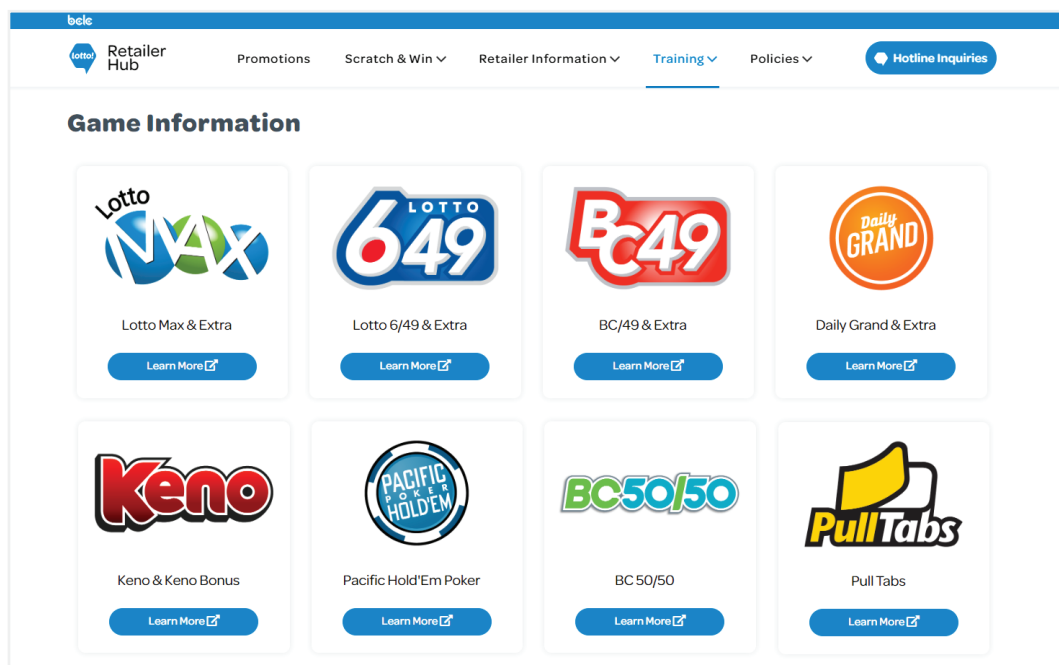 bclc
lotto!
Retailer
Hub
Promotions Scratch & Win Retailer Information Training Policies Hotline Inquiries
Game Information
Lotto
MAX
LOTTO
649
BC49
Daily
GRAND
Lotto Max & Extra Lotto 6/49 & Extra BC/49 & Extra Daily Grand & Extra
Learn More Learn More Learn More Learn More
Keno
PACIFIC
POKER
HOLD'EM
BC50/50
PullTabs
Keno & Keno Bonus Pacific Hold'Em Poker BC 50/50 Pull Tabs
Learn More Learn More Learn More Learn More